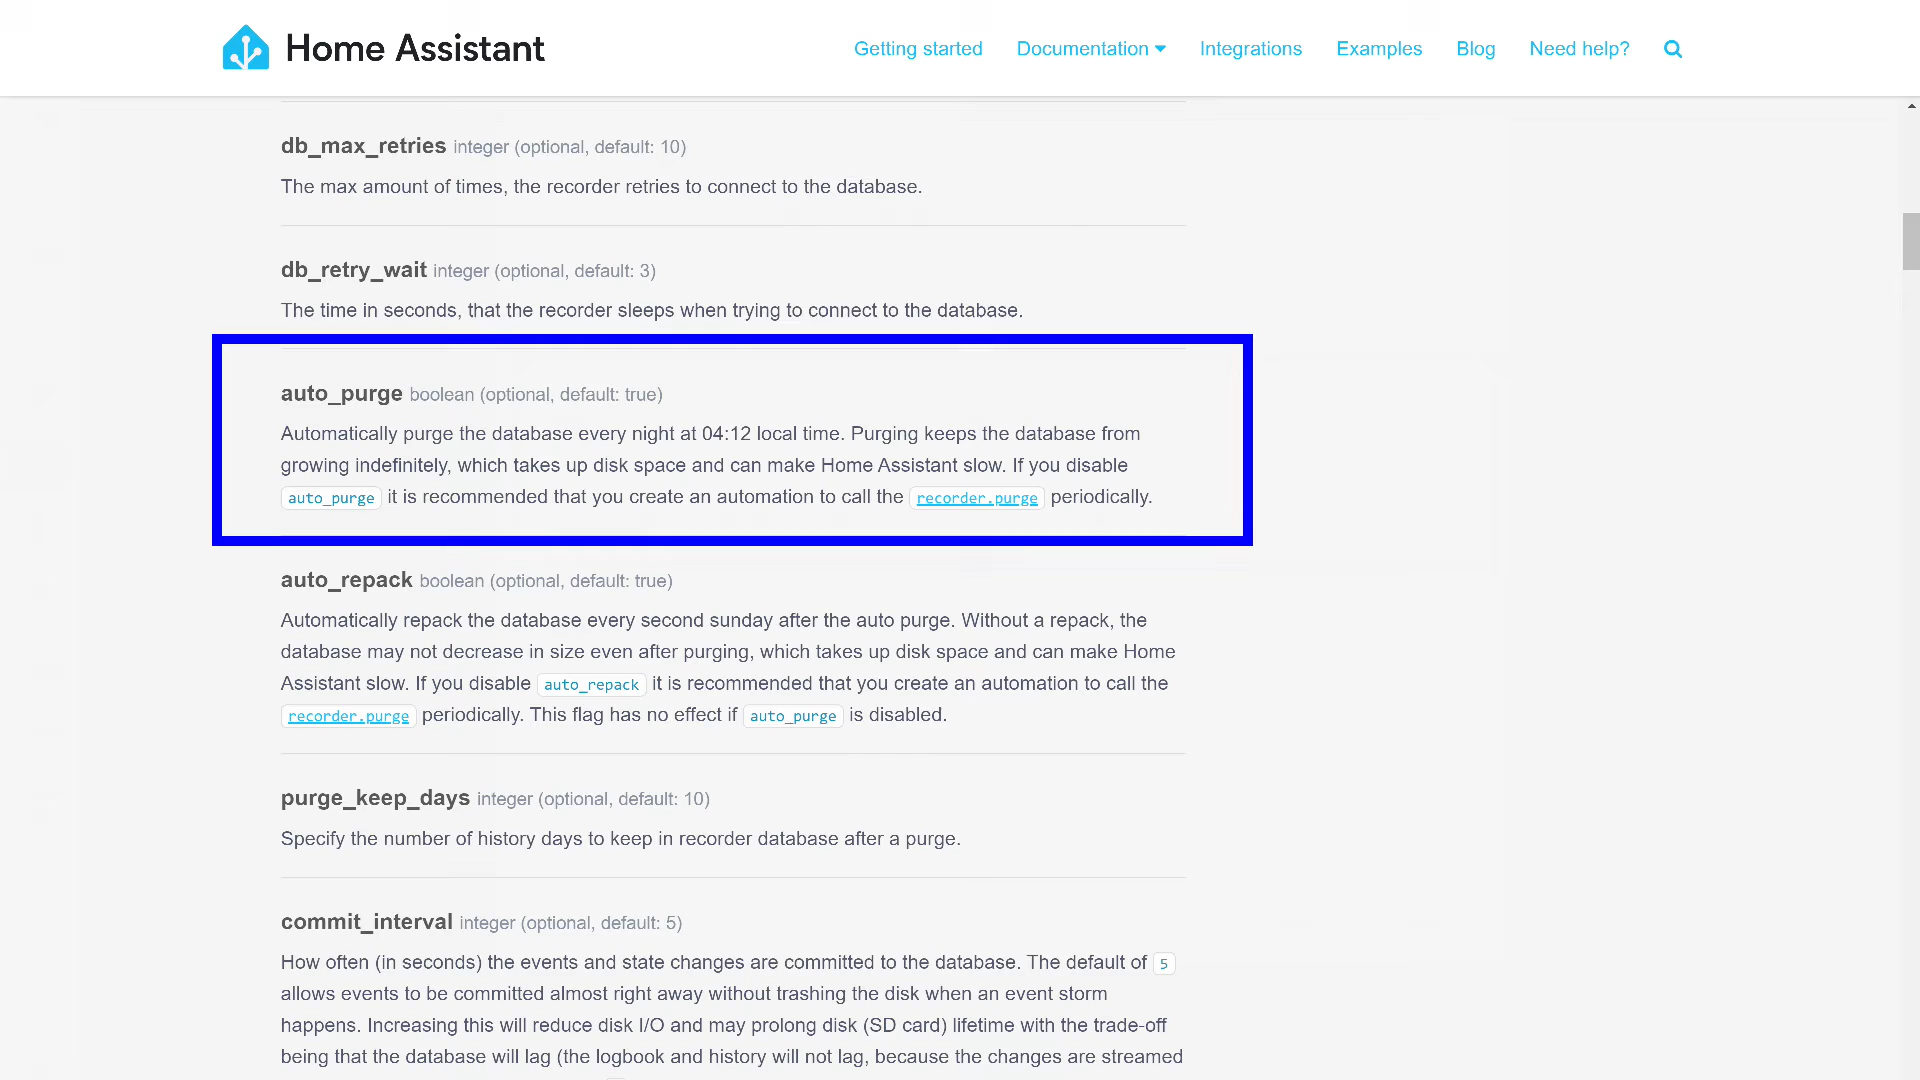 Home Assistant
Getting started Documentation Integrations Examples Blog Need help?
db_max_retries integer (optional, default: 10)
The max amount of times, the recorder retries to connect to the database.
db_retry_wait integer (optional, default: 3)
The time in seconds, that the recorder sleeps when trying to connect to the database.
auto_purge boolean (optional, default: true)
Automatically purge the database every night at 04:12 local time. Purging keeps the database from
growing indefinitely, which takes up disk space and can make Home Assistant slow. If you disable
auto_purge it is recommended that you create an automation to call the recorder.purge periodically.
auto_repack boolean (optional, default: true)
Automatically repack the database every second sunday after the auto purge. Without a repack, the
database may not decrease in size even after purging, which takes up disk space and can make Home
Assistant slow. If you disable auto_repack it is recommended that you create an automation to call the
recorder.purge periodically. This flag has no effect if auto_purge is disabled.
purge_keep_days integer (optional, default: 10)
Specify the number of history days to keep in recorder database after a purge.
commit_interval integer (optional, default: 5)
How often (in seconds) the events and state changes are committed to the database. The default of 5
allows events to be committed almost right away without trashing the disk when an event storm
happens. Increasing this will reduce disk I/O and may prolong disk (SD card) lifetime with the trade-off
being that the database will lag (the logbook and history will not lag, because the changes are streamed